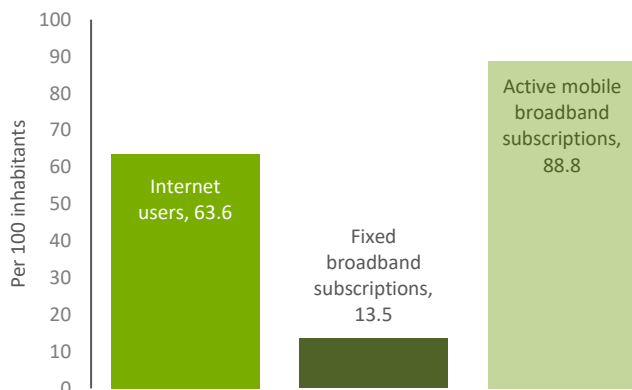 100
90
80
70
60
50
40
30
20
10
0
Per 100 inhabitants
Internet
users, 63.6
Fixed
broadband
subscriptions,
13.5
Active mobile
broadband
subscriptions,
88.8